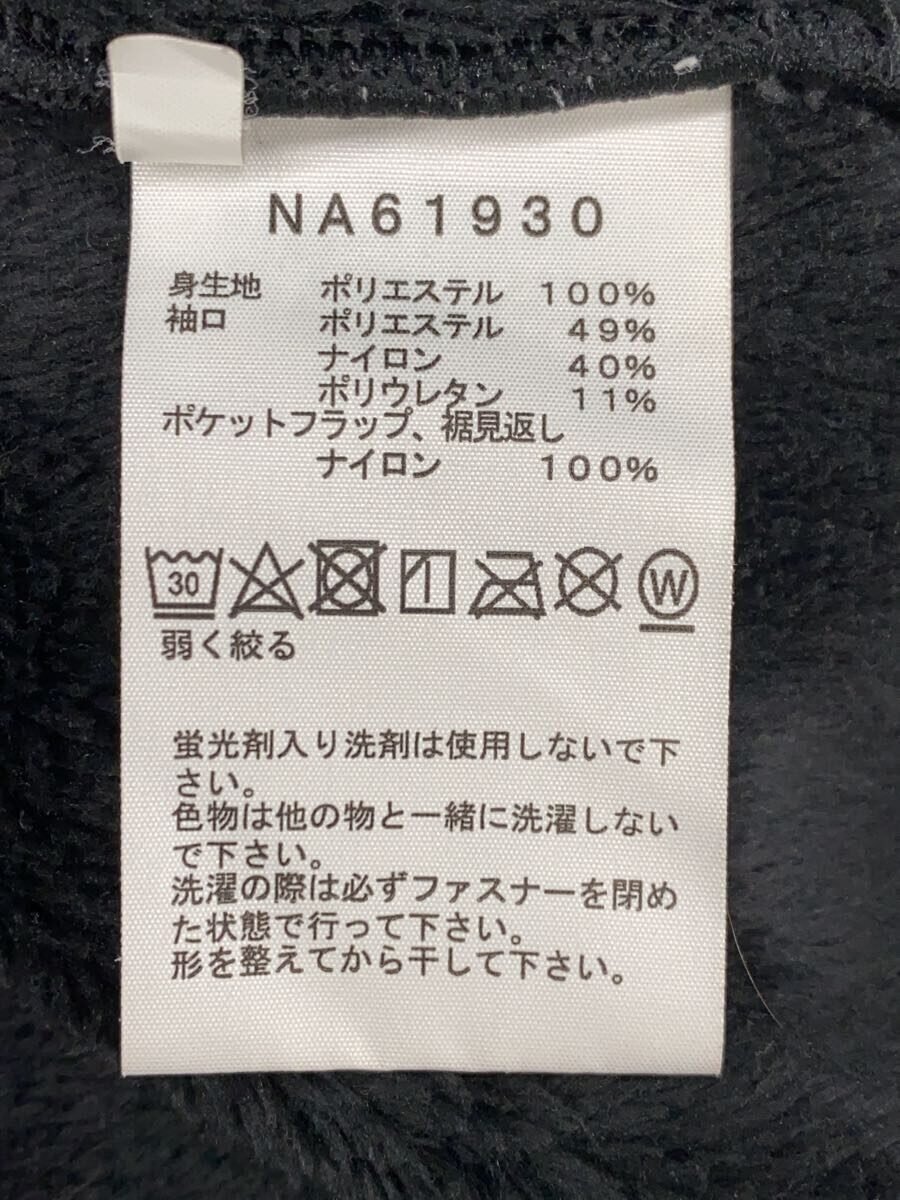 NA61930
身生地 ポリエステル 100%
袖口 ポリエステル 49%
ナイロン 40%
ポリウレタン 11%
ポケットフラップ、裾見返し
ナイロン 100%
30 W
弱く絞る
蛍光剤入り洗剤は使用しないで下
さい。
色物は他の物と一緒に洗濯しない
で下さい。
洗濯の際は必ずファスナーを閉め
た状態で行って下さい。
形を整えてから干して下さい。